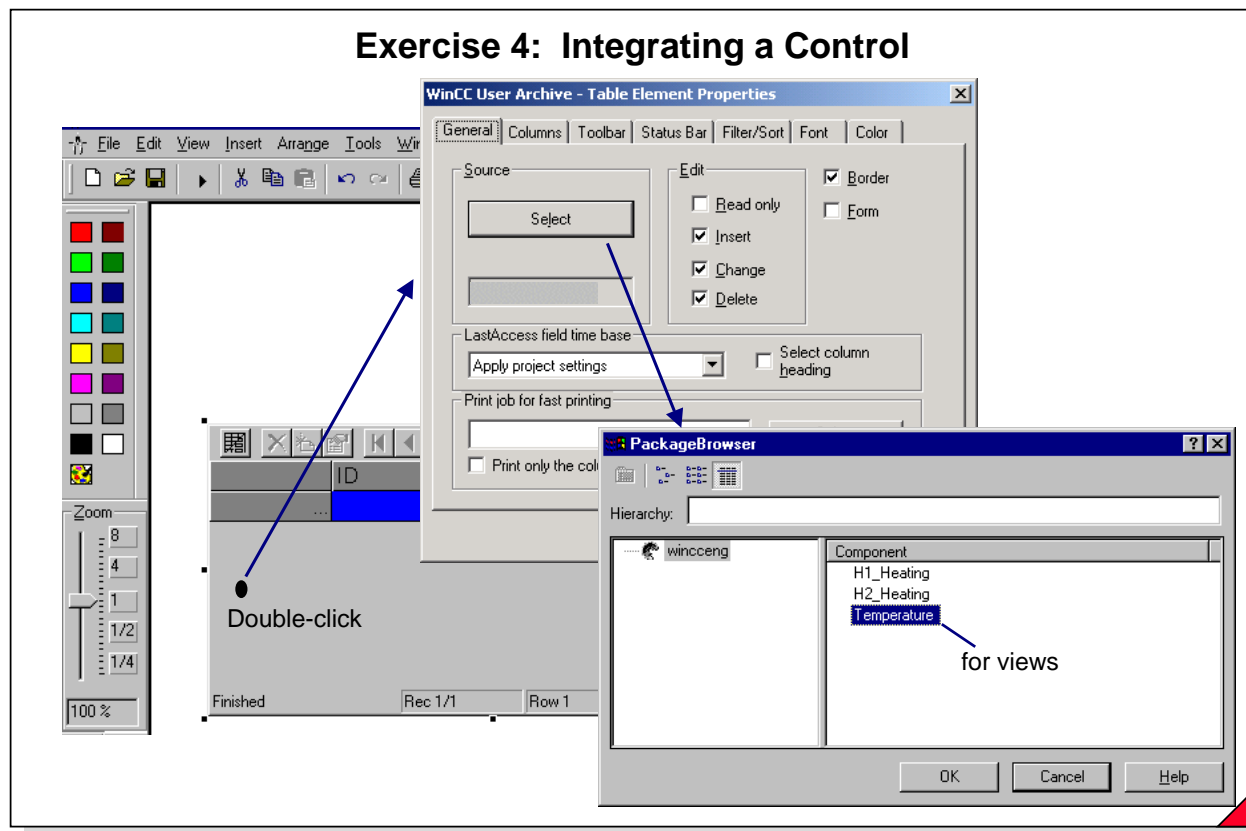 Exercise 4: Integrating a Control
WinCC User Archive - Table Element Properties
General Columns Toolbar Status Bar Filter/Sort Font Color
File Edit View Insert Arrange Tools
Source
Select
Edit
Read only
Insert
Change
Delete
Border
Form
LastAccess field time base
Apply project settings
Select column
heading
Print job for fast printing
Print only the
ID
...
Zoom
8
4
1
1/2
1/4
100 %
Double-click
Finished
Rec 1/1
Row 1
PackageBrowser
Hierarchy:
wincceng
Component
H1_Heating
H2_Heating
Temperature
for views
OK
Cancel
Help